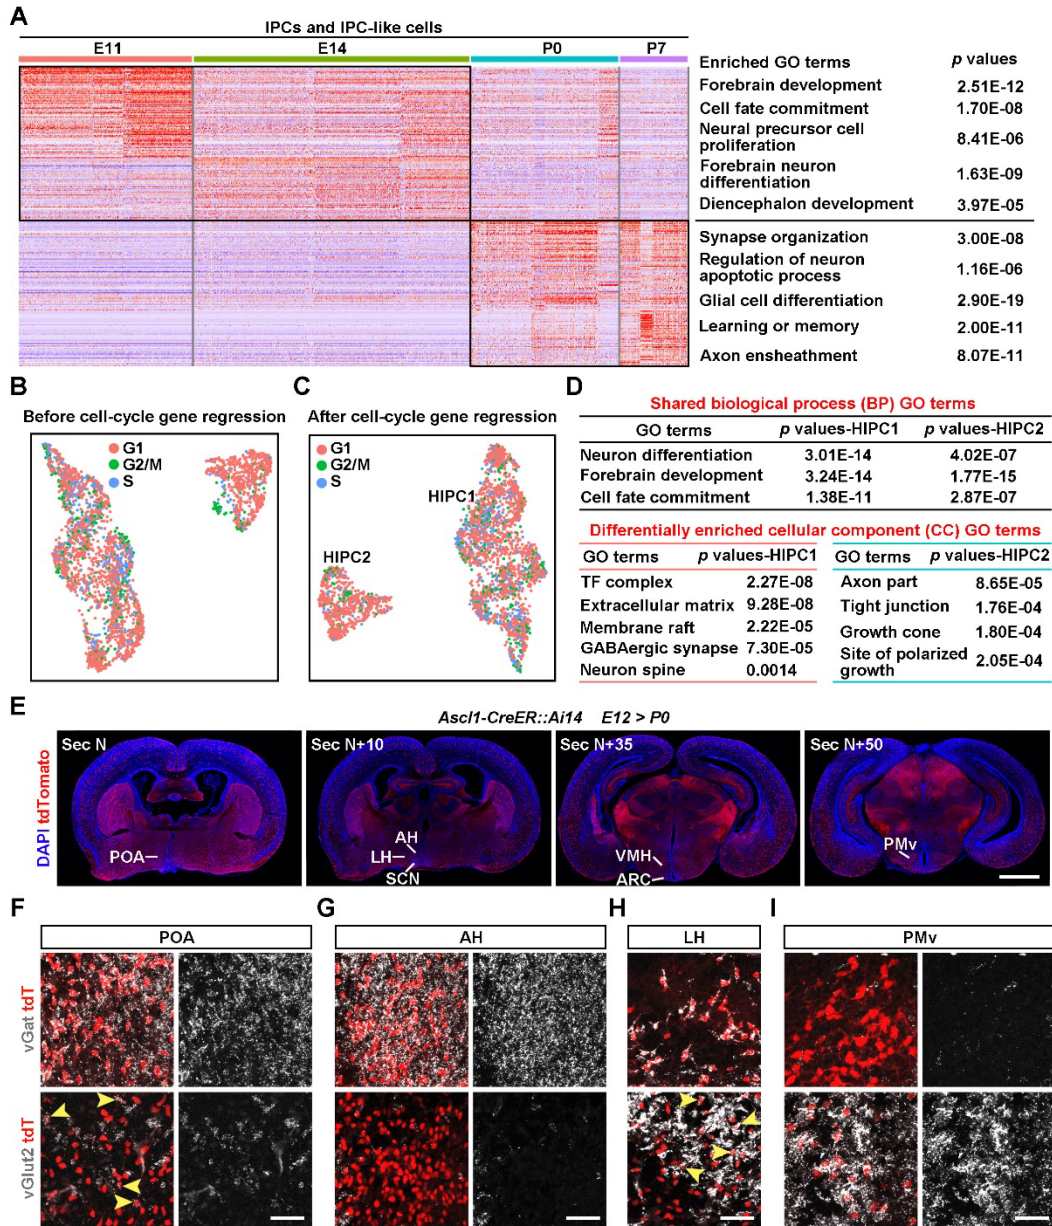 A
IPCs and IPC-like cells
E11 E14 P0 P7
Enriched GO terms p values
Forebrain development 2.51E-12
Cell fate commitment 1.70E-08
Neural precursor cell
proliferation 8.41E-06
Forebrain neuron
differentiation 1.63E-09
Diencephalon development 3.97E-05
Synapse organization 3.00E-08
Regulation of neuron
apoptotic process 1.16E-06
Glial cell differentiation 2.90E-19
Learning or memory 2.00E-11
Axon ensheathment 8.07E-11
B
Before cell-cycle gene regression
G1
G2/M
S
C
After cell-cycle gene regression
G1
G2/M
S
HIPC1
HIPC2
D
Shared biological process (BP) GO terms
GO terms p values-HIPC1 p values-HIPC2
Neuron differentiation 3.01E-14 4.02E-07
Forebrain development 3.24E-14 1.77E-15
Cell fate commitment 1.38E-11 2.87E-07
Differentially enriched cellular component (CC) GO terms
GO terms p values-HIPC1
TF complex 2.27E-08
Extracellular matrix 9.28E-08
Membrane raft 2.22E-05
GABAergic synapse 7.30E-05
Neuron spine 0.0014
GO terms p values-HIPC2
Axon part 8.65E-05
Tight junction 1.76E-04
Growth cone 1.80E-04
Site of polarized
growth 2.05E-04
E
Ascl1-CreER::Ai14 E12 > P0
DAPI tdTomato
Sec N
POA
Sec N+10
AH
LH
SCN
Sec N+35
VMH
ARC
Sec N+50
PMv
F G H I
POA AH LH PMv
vGat tdT
vGlut2 tdT